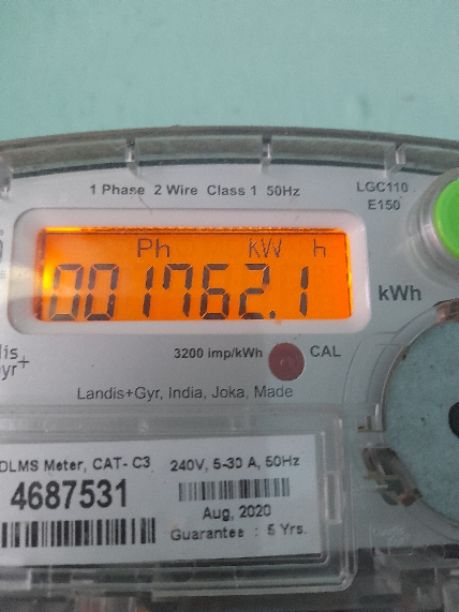 1 Phase 2 Wire Class 1 50Hz
LGC110
E150
Ph kW h
001762.1
kWh
3200 imp/kWh CAL
Landis+Gyr, India, Joka, Made
DLMS Meter, CAT- C3
4687531
240V, 5-30 A, 50Hz
Aug, 2020
Guarantee : 5 Yrs.